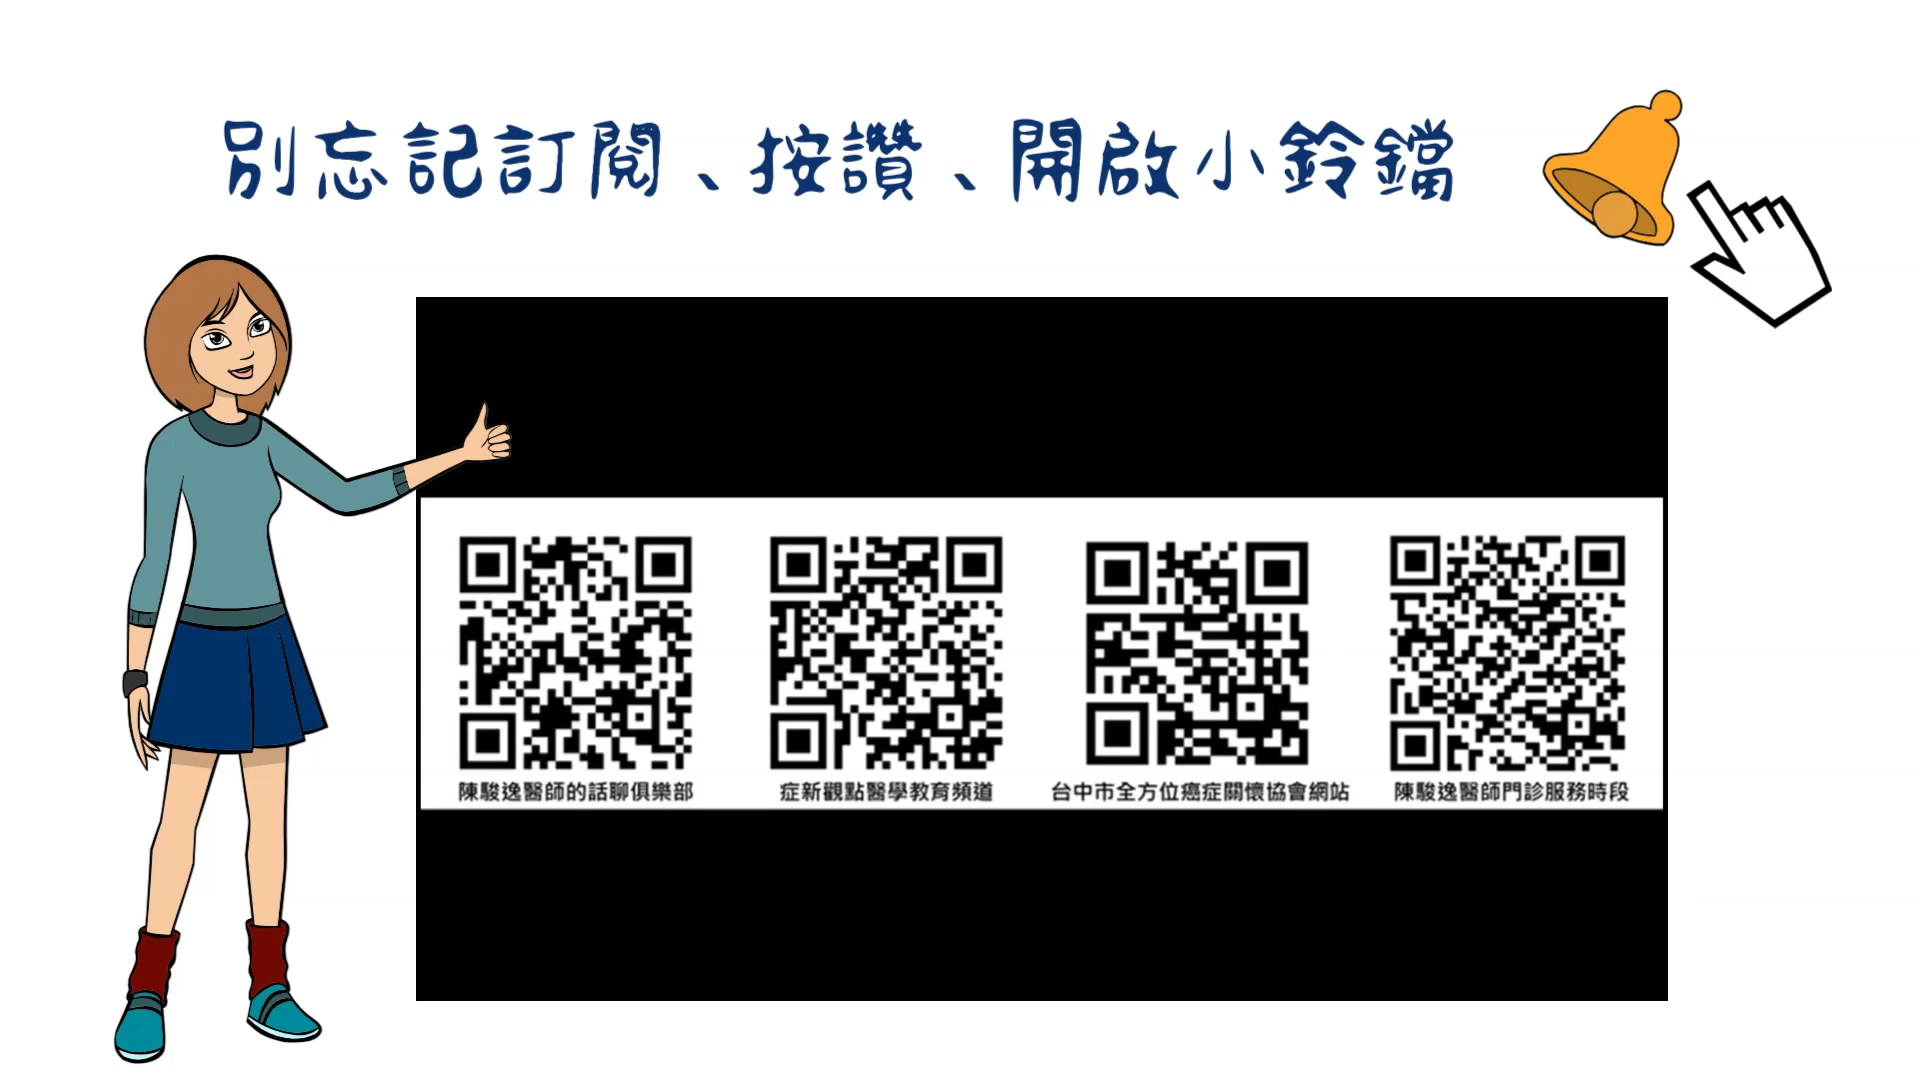 別忘記訂閱、按讚、開啟小鈴鐺
陳駿逸醫師的話聊俱樂部
症新觀點醫學教育頻道
台中市全方位癌症關懷協會網站
陳駿逸醫師門診服務時段